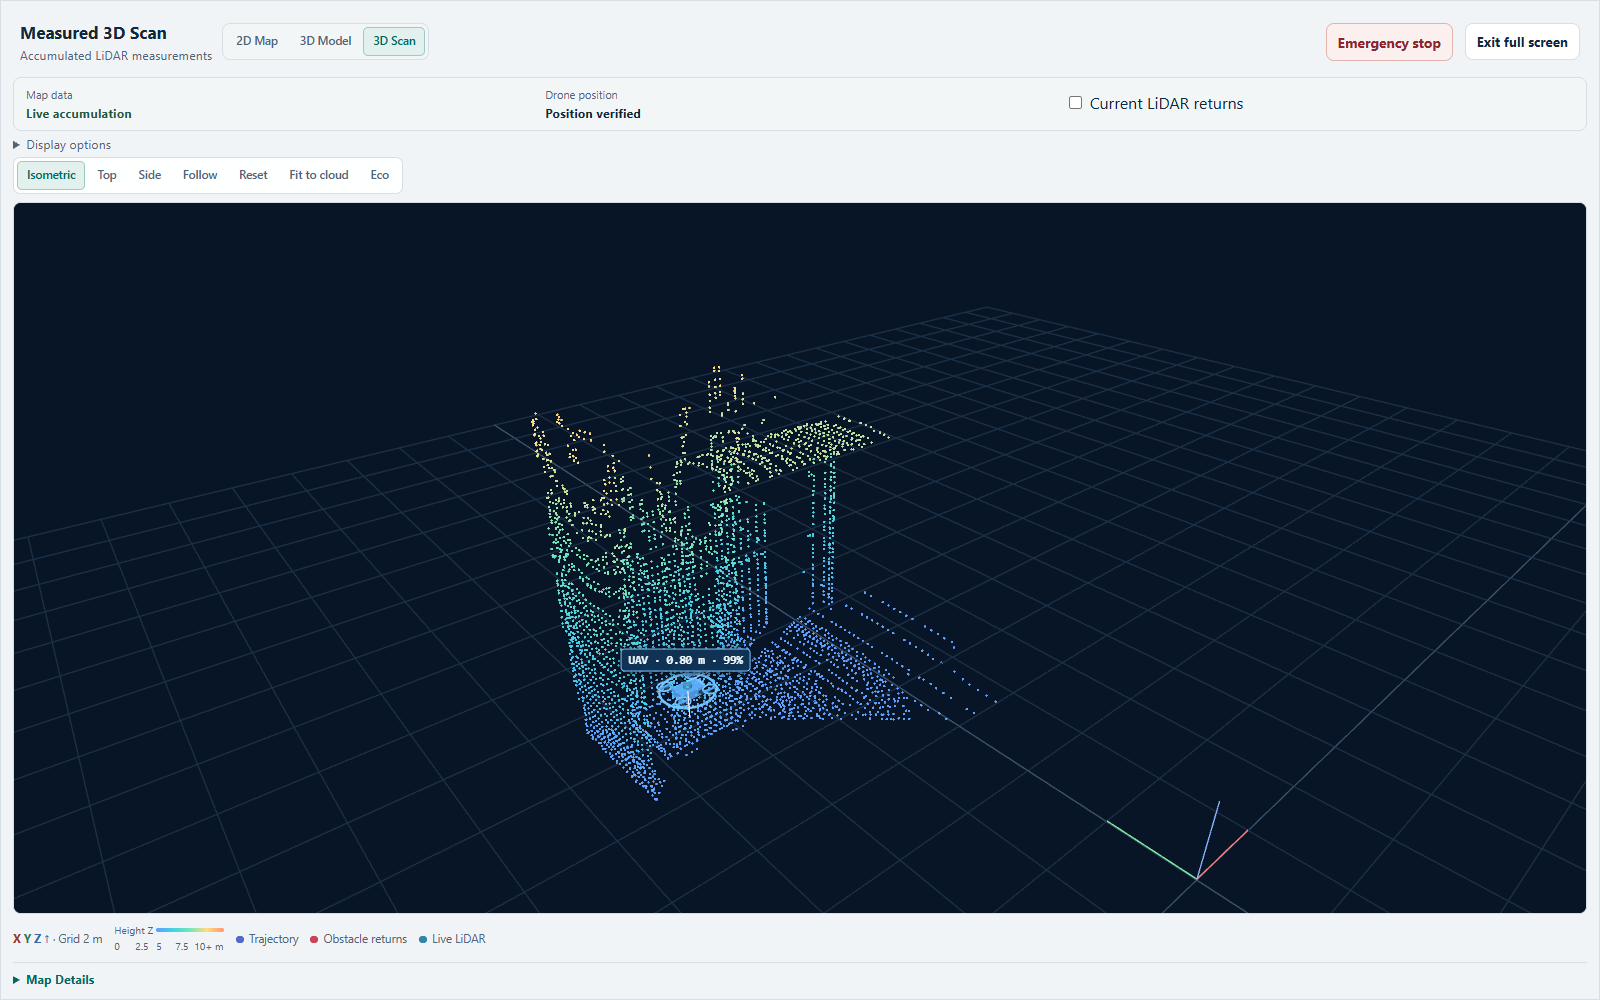 Measured 3D Scan
Accumulated LiDAR measurements
2D Map
3D Model
3D Scan
Emergency stop
Exit full screen
Map data
Live accumulation
Drone position
Position verified
Current LiDAR returns
Display options
Isometric
Top
Side
Follow
Reset
Fit to cloud
Eco
UAV · 0.80 m · 99%
X Y Z ↑ · Grid 2 m
Height Z
0 2.5 5 7.5 10+ m
Trajectory
Obstacle returns
Live LiDAR
Map Details